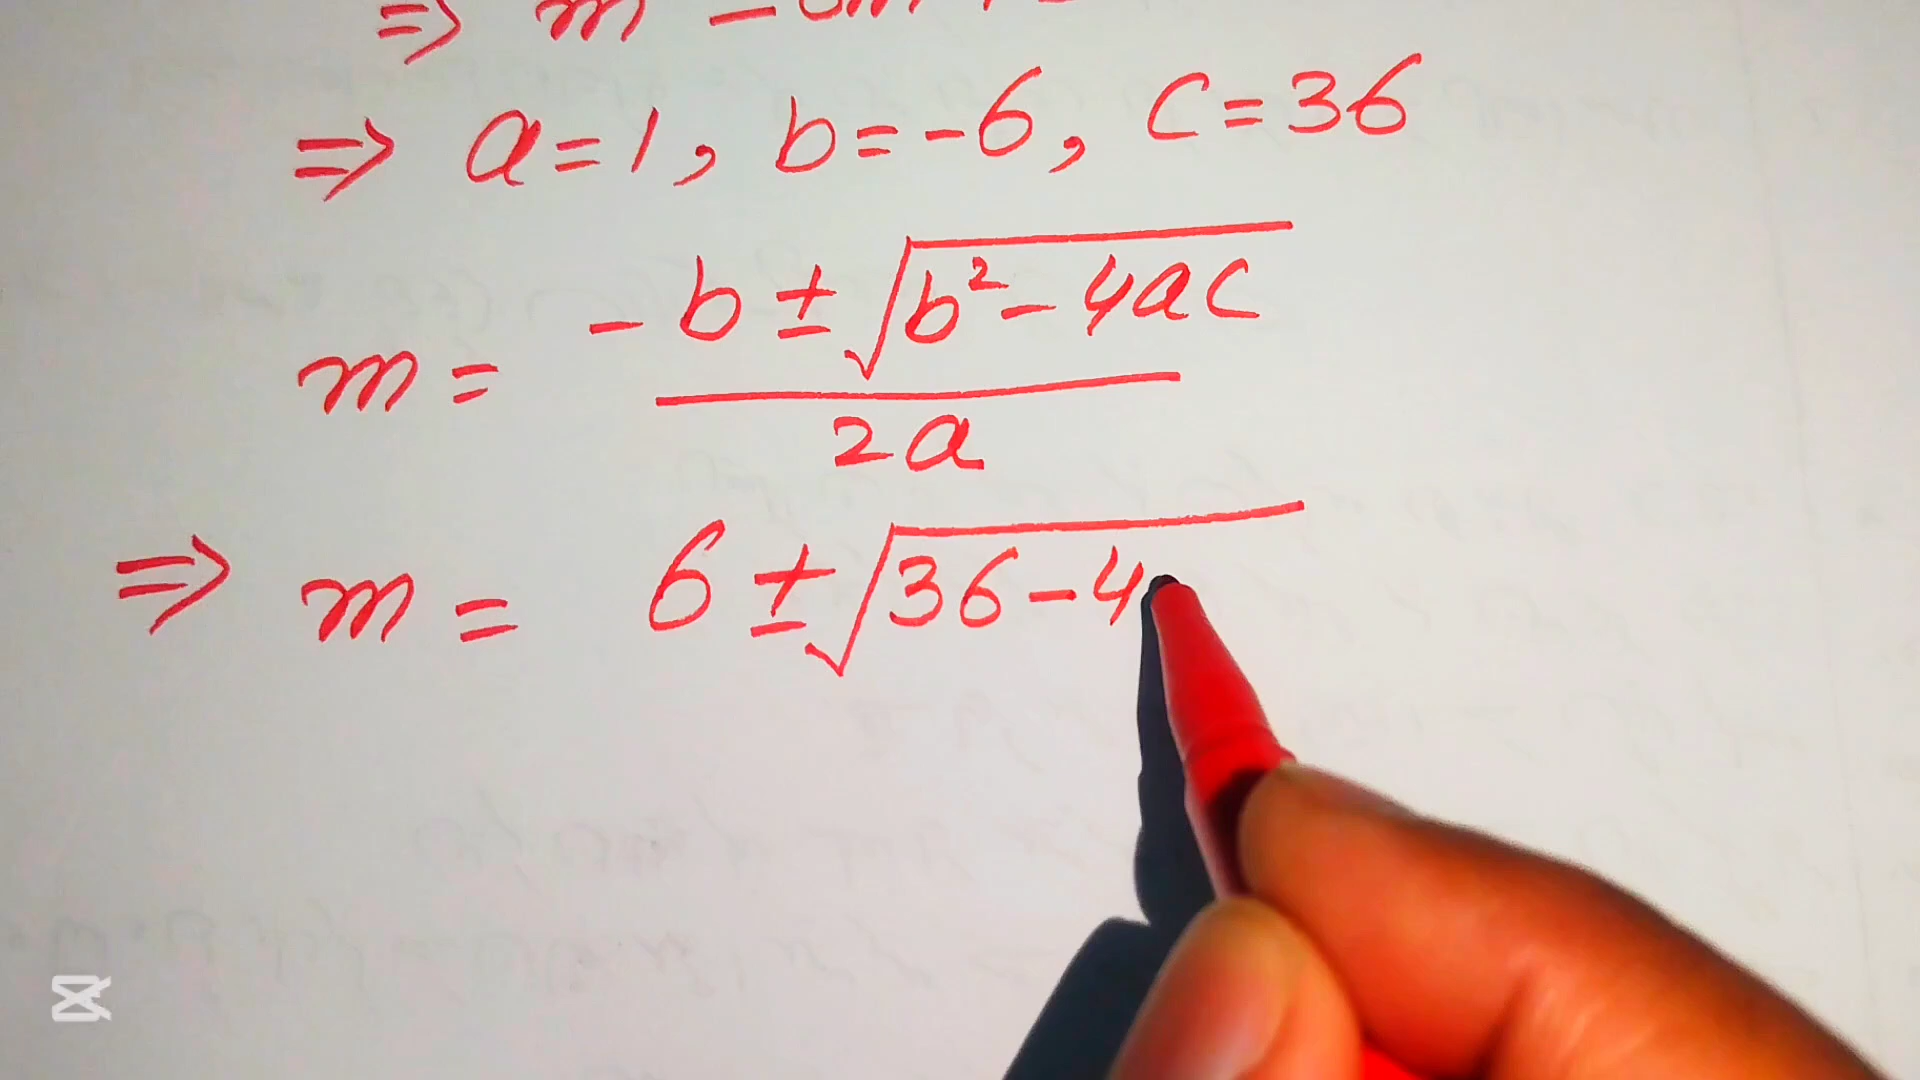 ⇒ a=1, b=-6, c=36
m = -b ± √(b² - 4ac) / 2a
⇒ m = 6 ± √(36-4